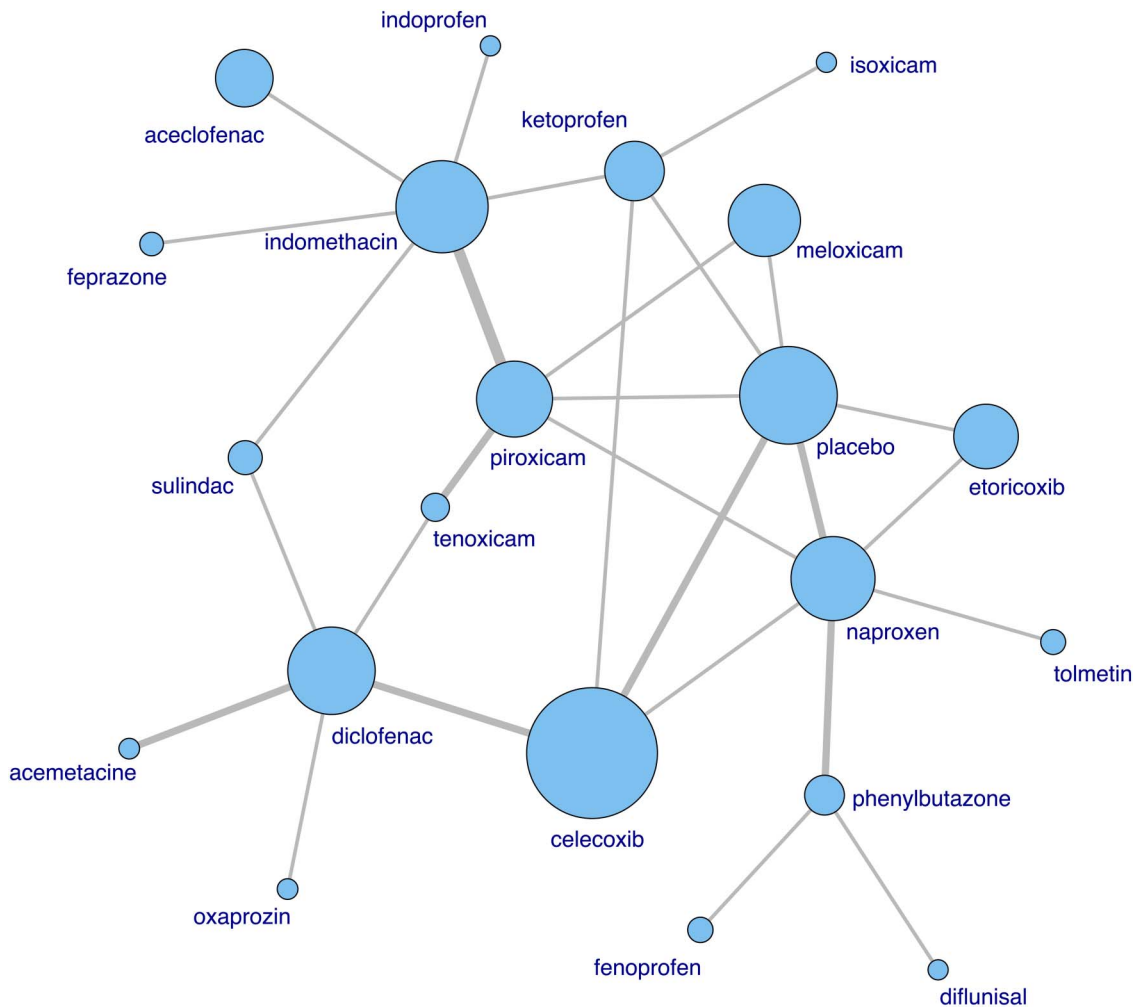 indoprofen
isoxicam
ketoprofen
aceclofenac
indomethacin
meloxicam
feprazone
placebo
piroxicam
sulindac
etoricoxib
tenoxicam
naproxen
tolmetin
diclofenac
acemetacine
phenylbutazone
celecoxib
oxaprozin
fenoprofen
diflunisal